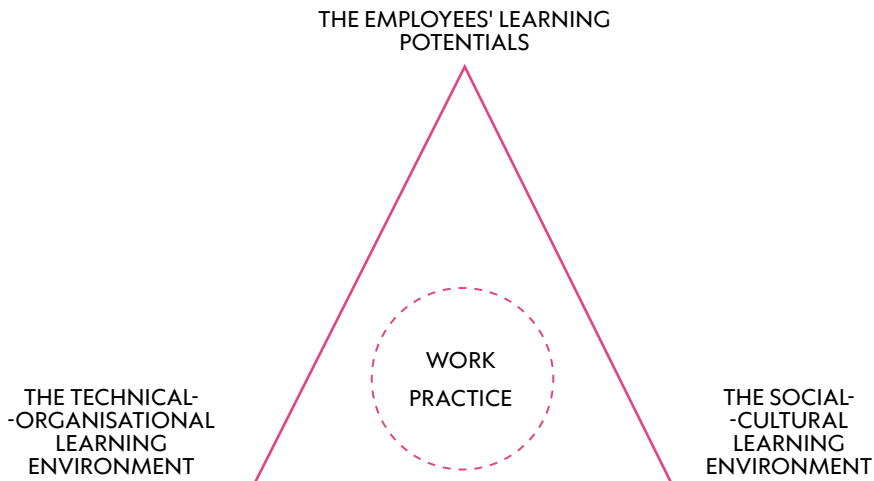 THE EMPLOYEES' LEARNING
POTENTIALS
WORK
PRACTICE
THE TECHNICAL-
-ORGANISATIONAL
LEARNING
ENVIRONMENT
THE SOCIAL-
-CULTURAL
LEARNING
ENVIRONMENT